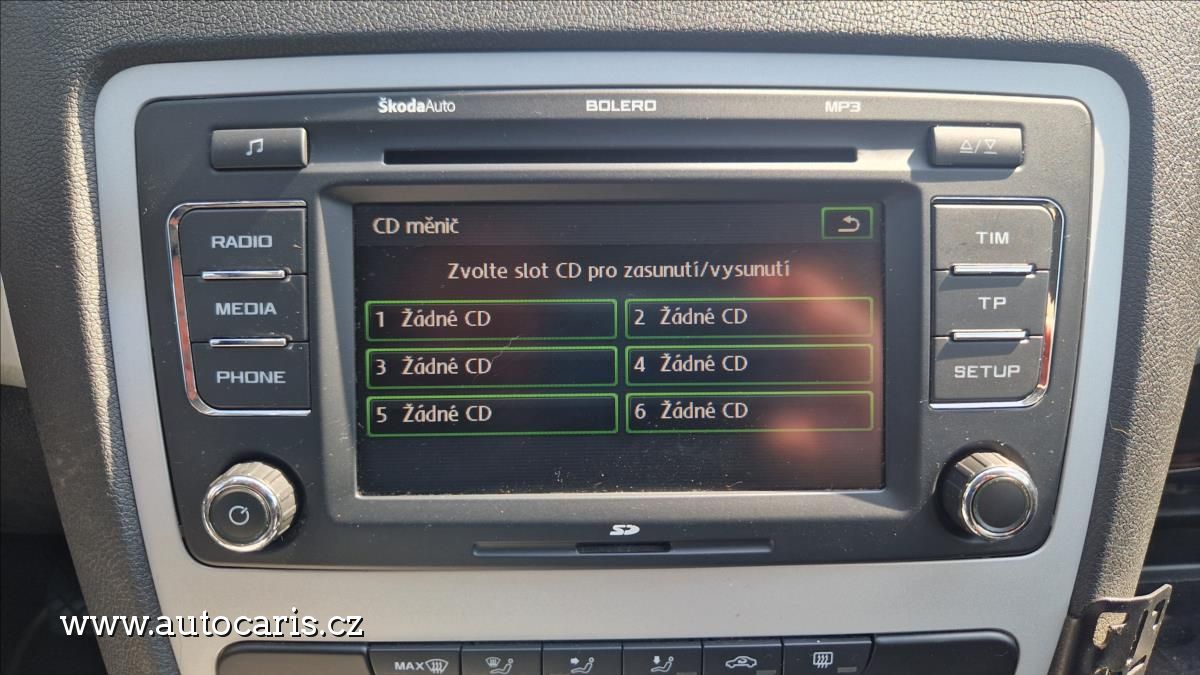 ŠkodaAuto BOLERO MP3
RADIO
MEDIA
PHONE
CD měnič
Zvolte slot CD pro zasunutí/vysunutí
1 Žádné CD
2 Žádné CD
3 Žádné CD
4 Žádné CD
5 Žádné CD
6 Žádné CD
TIM
TP
SETUP
SD
www.autocaris.cz
MAX